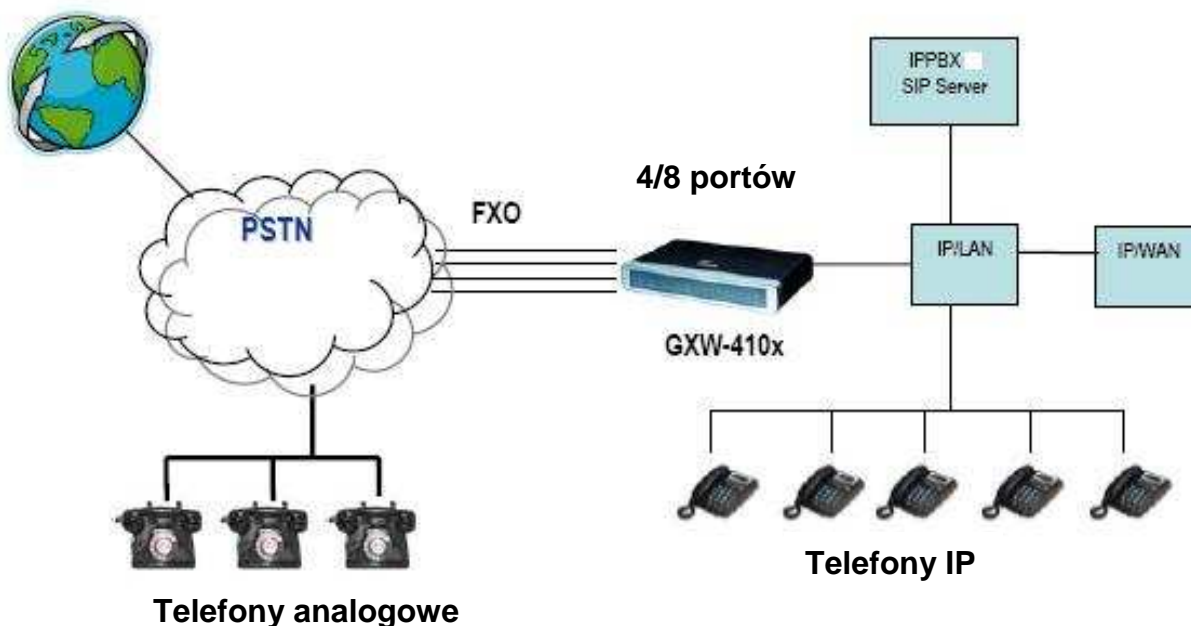 IPPBX
SIP Server
4/8 portów
FXO
PSTN
IP/LAN
IP/WAN
GXW-410x
Telefony IP
Telefony analogowe